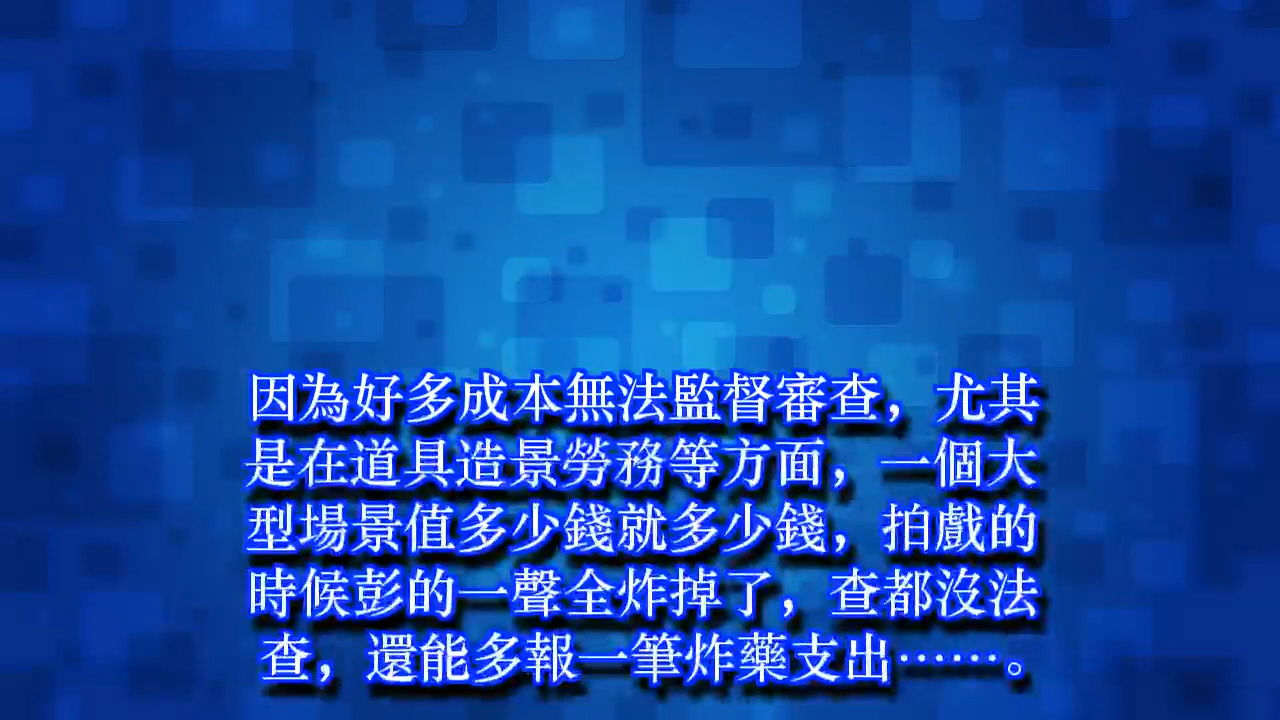 因為好多成本無法監督審查，尤其
是在道具造景勞務等方面，一個大
型場景值多少錢就多少錢，拍戲的
時候彭的一聲全炸掉了，查都沒法
查，還能多報一筆炸藥支出……。